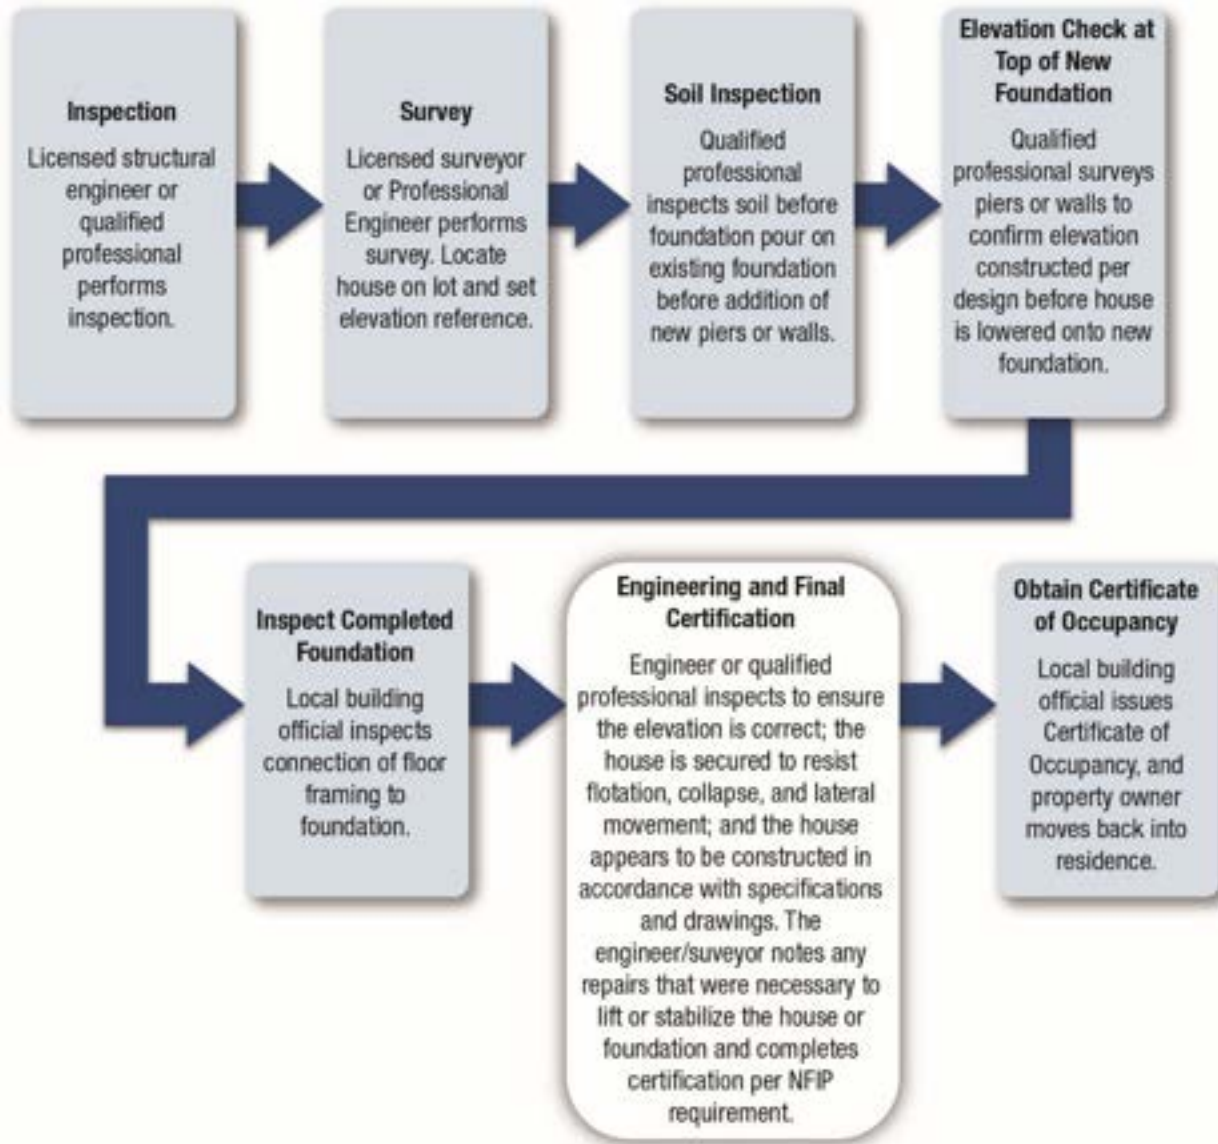 Inspection
Licensed structural
engineer or
qualified
professional
performs
inspection.
Survey
Licensed surveyor
or Professional
Engineer performs
survey. Locate
house on lot and set
elevation reference.
Soil Inspection
Qualified
professional
inspects soil before
foundation pour on
existing foundation
before addition of
new piers or walls.
Elevation Check at
Top of New
Foundation
Qualified
professional surveys
piers or walls to
confirm elevation
constructed per
design before house
is lowered onto new
foundation.
Inspect Completed
Foundation
Local building
official inspects
connection of floor
framing to
foundation.
Engineering and Final
Certification
Engineer or qualified
professional inspects to ensure
the elevation is correct; the
house is secured to resist
flotation, collapse, and lateral
movement; and the house
appears to be constructed in
accordance with specifications
and drawings. The
engineer/suveyor notes any
repairs that were necessary to
lift or stabilize the house or
foundation and completes
certification per NFIP
requirement.
Obtain Certificate
of Occupancy
Local building
official issues
Certificate of
Occupancy, and
property owner
moves back into
residence.